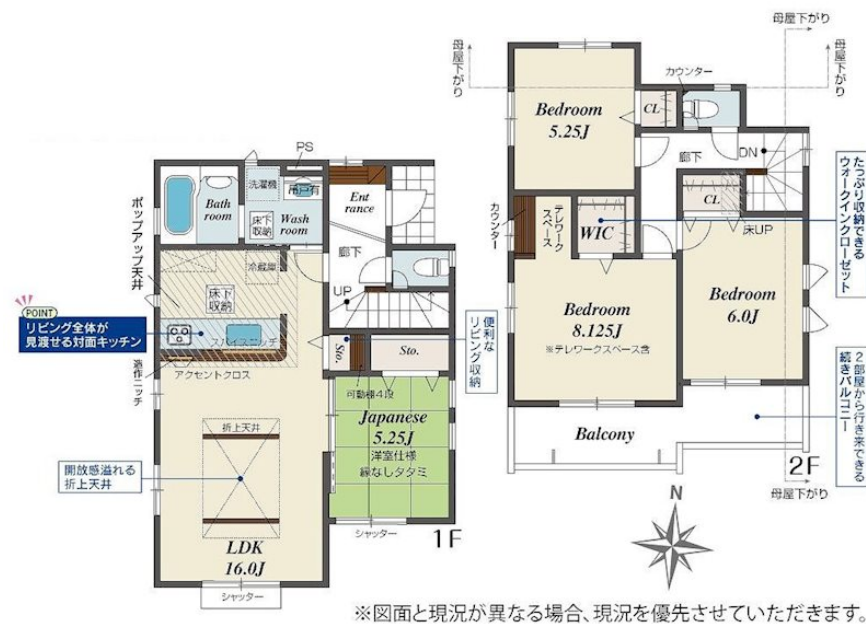 PS
洗濯機
吊戸有
Bath
room
床下
収納
Wash
room
Ent
rance
廊下
ポップアップ天井
冷蔵庫
床下
収納
UP
POINT
リビング全体が
見渡せる対面キッチン
スパイスニッチ
造作ニッチ
アクセントクロス
Sto.
Sto.
可動棚4段
便利な
リビング収納
Japanese
5.25J
洋室仕様
縁なしタタミ
折上天井
開放感溢れる
折上天井
LDK
16.0J
シャッター
シャッター
1F
母屋下がり
母屋下がり
母屋下がり
カウンター
Bedroom
5.25J
CL
廊下
DN
たっぷり収納できる
ウォークインクローゼット
カウンター
テレワーク
スペース
WIC
CL
床UP
Bedroom
8.125J
※テレワークスペース含
Bedroom
6.0J
Balcony
2部屋から行き来できる
続きバルコニー
2F
母屋下がり
N
※図面と現況が異なる場合、現況を優先させていただきます。